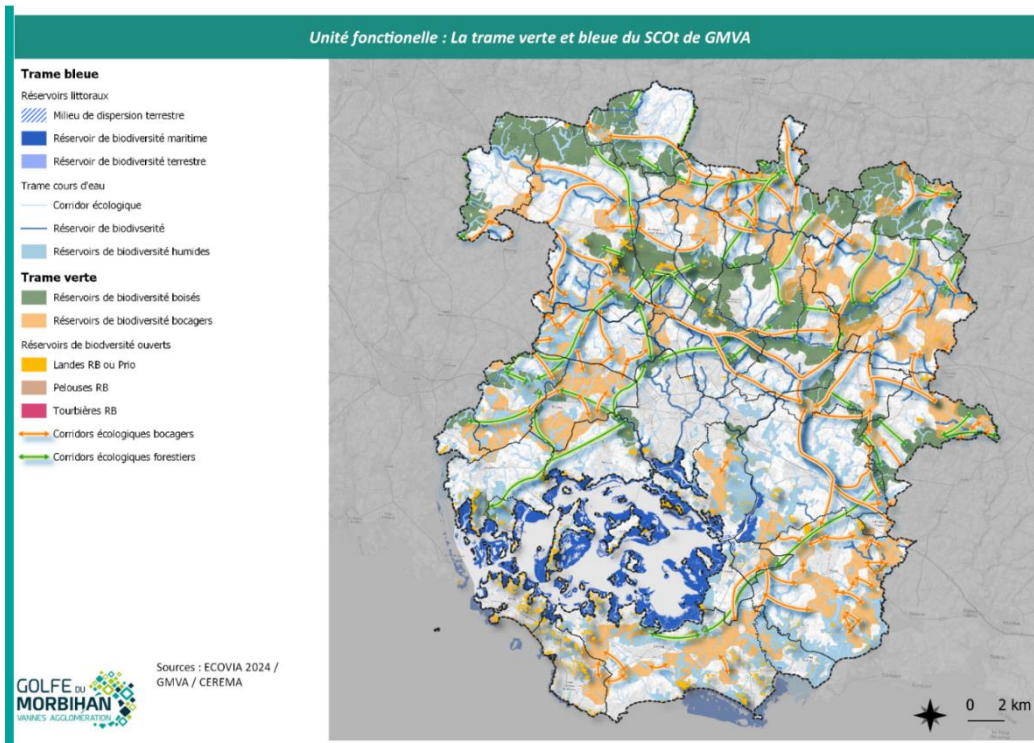 Unité fonctionelle : La trame verte et bleue du SCOt de GMVA
Trame bleue
Réservoirs littoraux
Milieu de dispersion terrestre
Réservoir de biodiversité maritime
Réservoir de biodiversité terrestre
Trame cours d'eau
Corridor écologique
Réservoir de biodivserité
Réservoirs de biodiversité humides
Trame verte
Réservoirs de biodiversité boisés
Réservoirs de biodiversité bocagers
Réservoirs de biodiversité ouverts
Landes RB ou Prio
Pelouses RB
Tourbières RB
Corridors écologiques bocagers
Corridors écologiques forestiers
Sources : ECOVIA 2024 /
GMVA / CEREMA
GOLFE DU
MORBIHAN
VANNES AGGLOMÉRATION
0 2 km